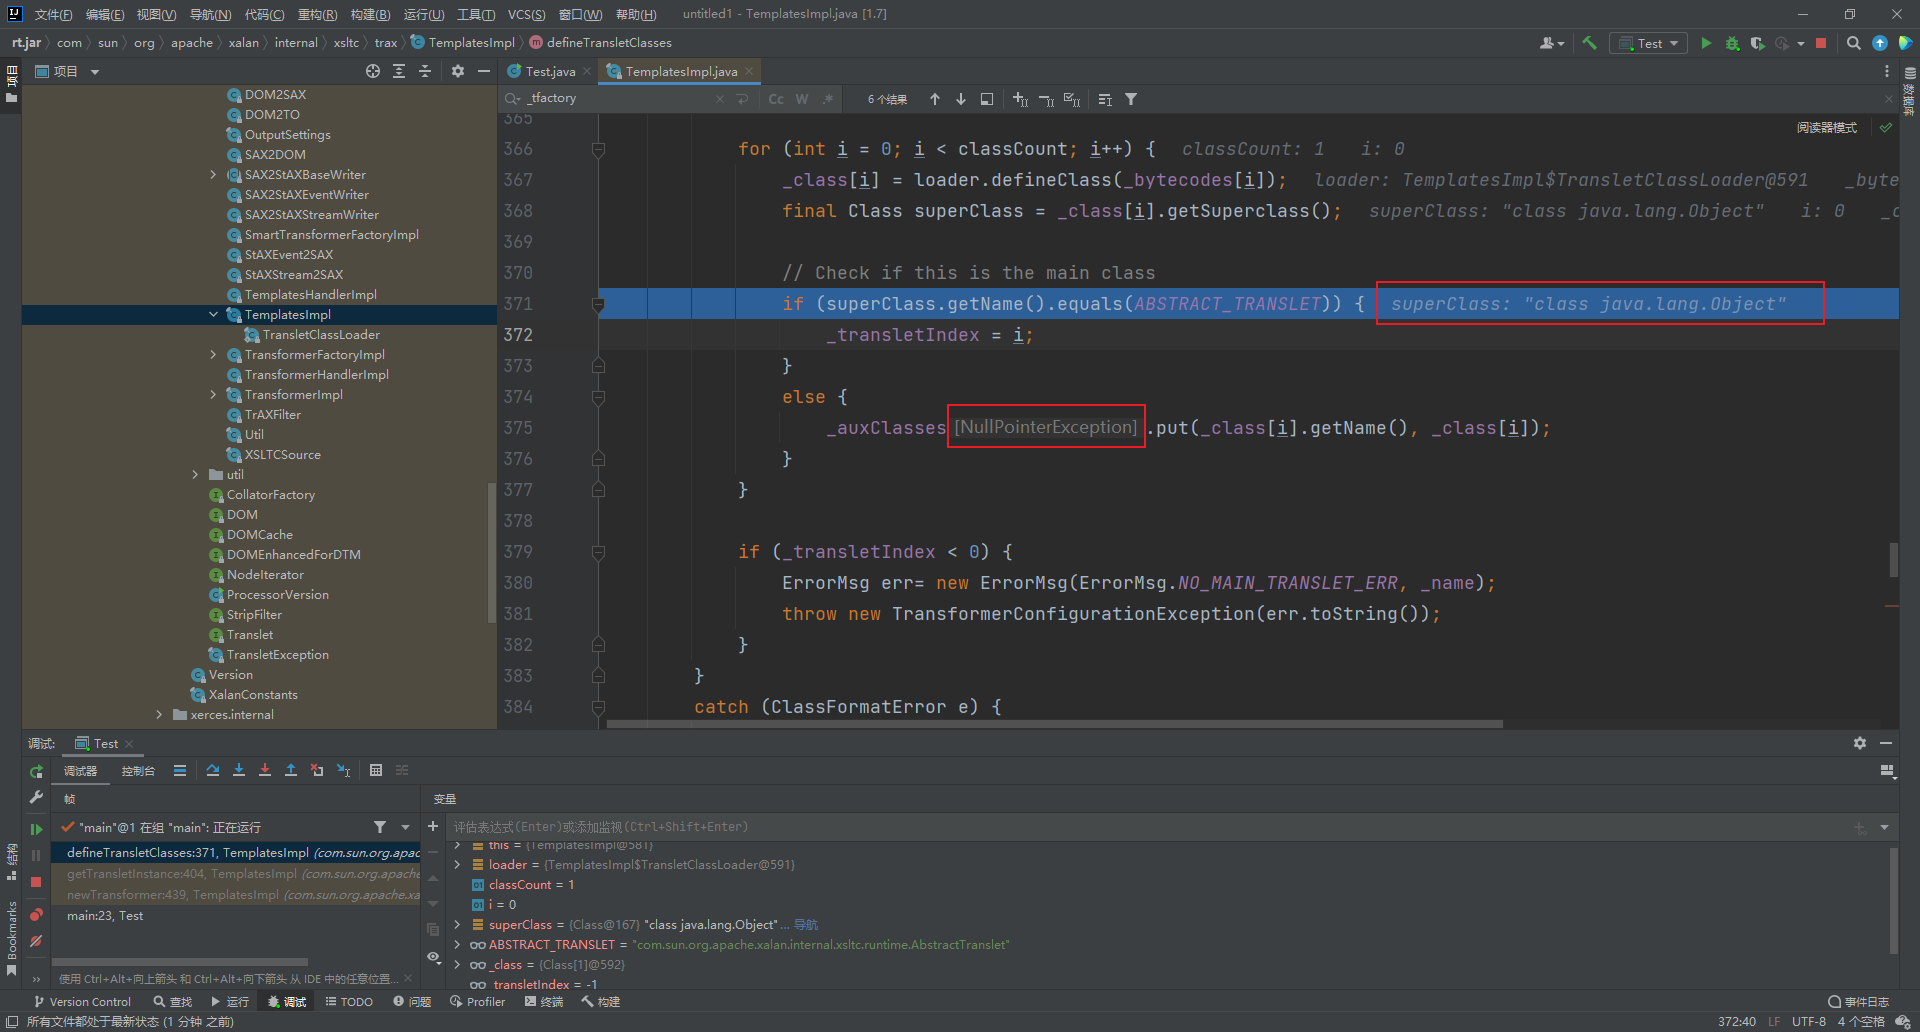 文件(F) 编辑(E) 视图(V) 导航(N) 代码(C) 重构(R) 构建(B) 运行(U) 工具(T) VCS(S) 窗口(W) 帮助(H) untitled1 - TemplatesImpl.java [1.7]
rt.jar com sun org apache xalan internal xsltc trax TemplatesImpl defineTransletClasses Test
项目
Test.java TemplatesImpl.java
_tfactory Cc W .* 6个结果
阅读器模式
DOM2SAX
DOM2TO
OutputSettings
SAX2DOM
SAX2StAXBaseWriter
SAX2StAXEventWriter
SAX2StAXStreamWriter
SmartTransformerFactoryImpl
StAXEvent2SAX
StAXStream2SAX
TemplatesHandlerImpl
TemplatesImpl
TransletClassLoader
TransformerFactoryImpl
TransformerHandlerImpl
TransformerImpl
TrAXFilter
Util
XSLTCSource
util
CollatorFactory
DOM
DOMCache
DOMEnhancedForDTM
NodeIterator
ProcessorVersion
StripFilter
Translet
TransletException
Version
XalanConstants
xerces.internal
365
366 for (int i = 0; i < classCount; i++) { classCount: 1 i: 0
367 _class[i] = loader.defineClass(_bytecodes[i]); loader: TemplatesImpl$TransletClassLoader@591 _byte
368 final Class superClass = _class[i].getSuperclass(); superClass: "class java.lang.Object" i: 0 _c
369
370 // Check if this is the main class
371 if (superClass.getName().equals(ABSTRACT_TRANSLET)) { superClass: "class java.lang.Object"
372 _transletIndex = i;
373 }
374 else {
375 _auxClasses [NullPointerException] .put(_class[i].getName(), _class[i]);
376 }
377 }
378
379 if (_transletIndex < 0) {
380 ErrorMsg err= new ErrorMsg(ErrorMsg.NO_MAIN_TRANSLET_ERR, _name);
381 throw new TransformerConfigurationException(err.toString());
382 }
383 }
384 catch (ClassFormatError e) {
项目
数据库
结构
Bookmarks
调试: Test
调试器 控制台
帧
变量
"main"@1 在组 "main": 正在运行
defineTransletClasses:371, TemplatesImpl (com.sun.org.apac
getTransletInstance:404, TemplatesImpl (com.sun.org.apache
newTransformer:439, TemplatesImpl (com.sun.org.apache.xa
main:23, Test
使用 Ctrl+Alt+向上箭头 和 Ctrl+Alt+向下箭头 从 IDE 中的任意位置...
评估表达式(Enter)或添加监视(Ctrl+Shift+Enter)
this = {TemplatesImpl@581}
loader = {TemplatesImpl$TransletClassLoader@591}
classCount = 1
i = 0
superClass = {Class@167} "class java.lang.Object"... 导航
ABSTRACT_TRANSLET = "com.sun.org.apache.xalan.internal.xsltc.runtime.AbstractTranslet"
_class = {Class[1]@592}
_transletIndex = -1
Version Control 查找 运行 调试 TODO 问题 Profiler 终端 构建 事件日志
所有文件都处于最新状态 (1 分钟 之前) 372:40 LF UTF-8 4 个空格